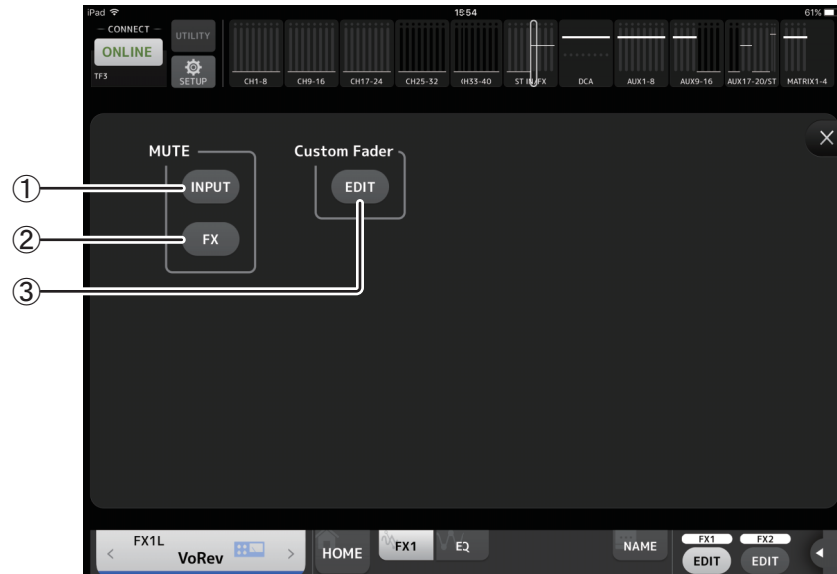 iPad 18:54 61%
CONNECT
ONLINE
TF3
UTILITY
SETUP
CH1-8 CH9-16 CH17-24 CH25-32 CH33-40 ST IN/FX DCA AUX1-8 AUX9-16 AUX17-20/ST MATRIX1-4
MUTE Custom Fader
① INPUT EDIT
② FX
③
FX1L
VoRev
HOME FX1 EQ NAME
FX1 FX2
EDIT EDIT